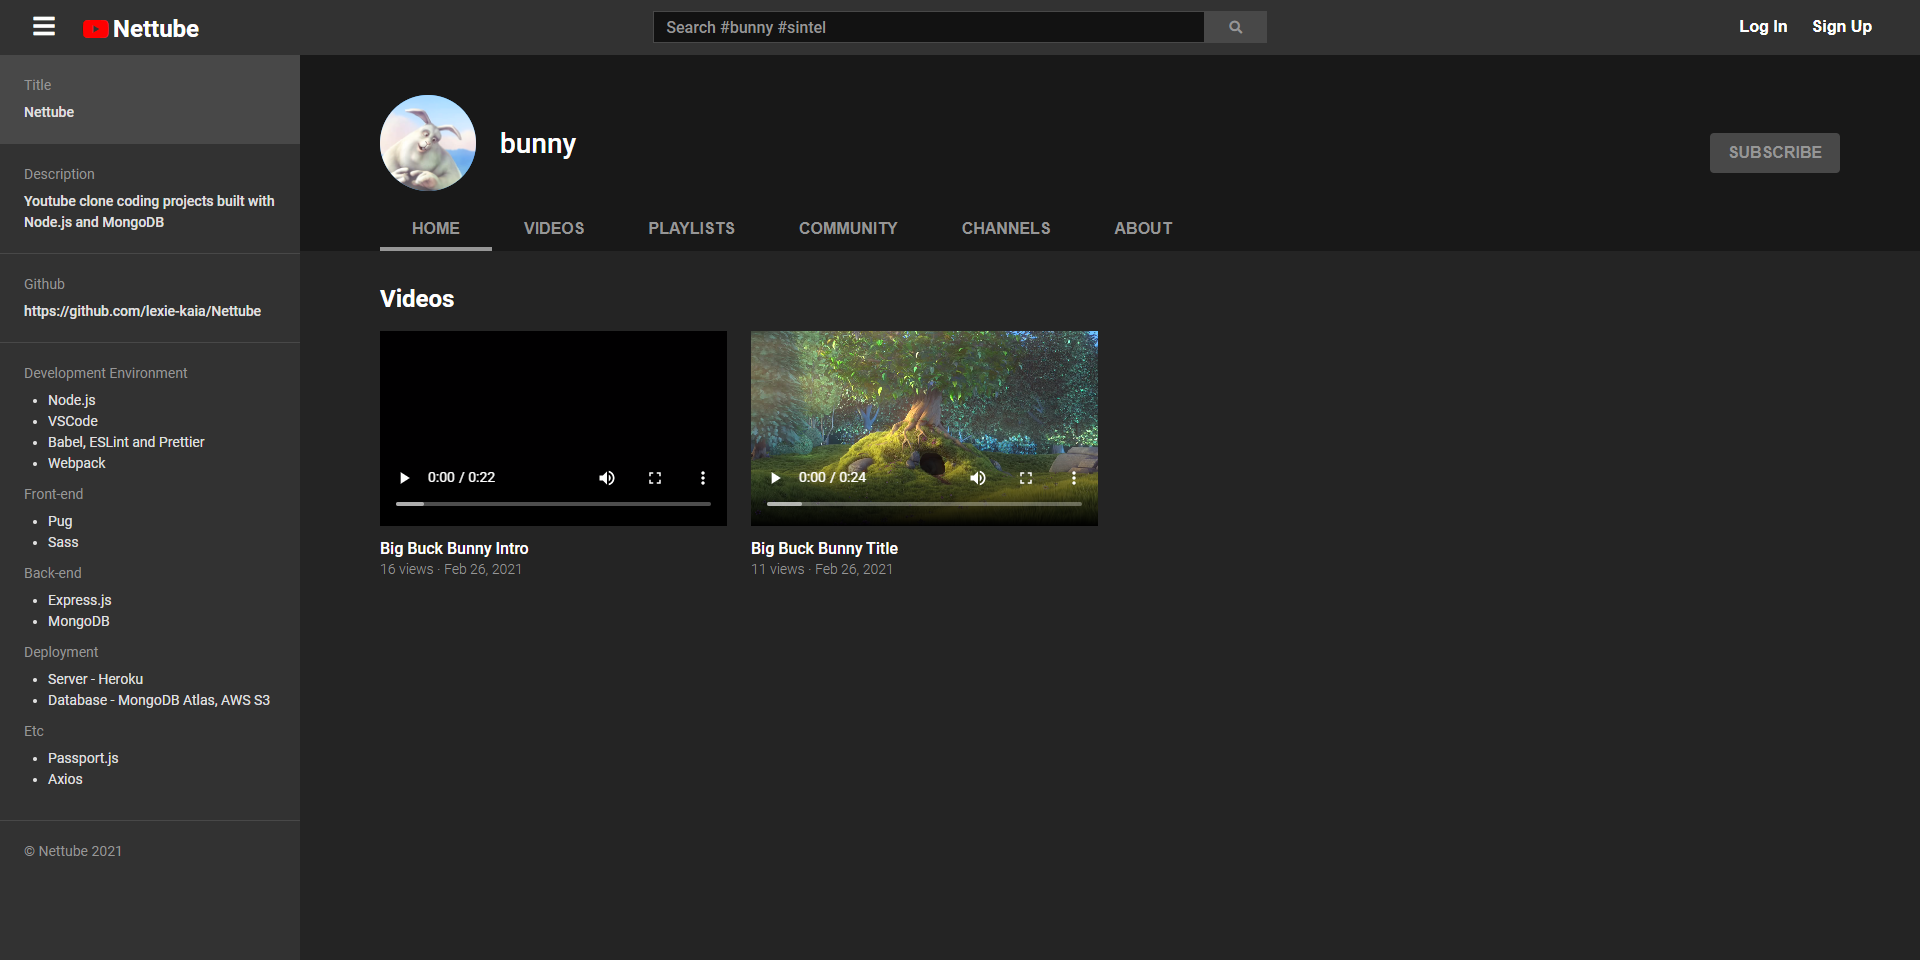 Nettube
Search #bunny #sintel
Log In
Sign Up
Title
Nettube
Description
Youtube clone coding projects built with
Node.js and MongoDB
Github
https://github.com/lexie-kaia/Nettube
Development Environment
Node.js
VSCode
Babel, ESLint and Prettier
Webpack
Front-end
Pug
Sass
Back-end
Express.js
MongoDB
Deployment
Server - Heroku
Database - MongoDB Atlas, AWS S3
Etc
Passport.js
Axios
© Nettube 2021
bunny
SUBSCRIBE
HOME
VIDEOS
PLAYLISTS
COMMUNITY
CHANNELS
ABOUT
Videos
0:00 / 0:22
Big Buck Bunny Intro
16 views · Feb 26, 2021
0:00 / 0:24
Big Buck Bunny Title
11 views · Feb 26, 2021